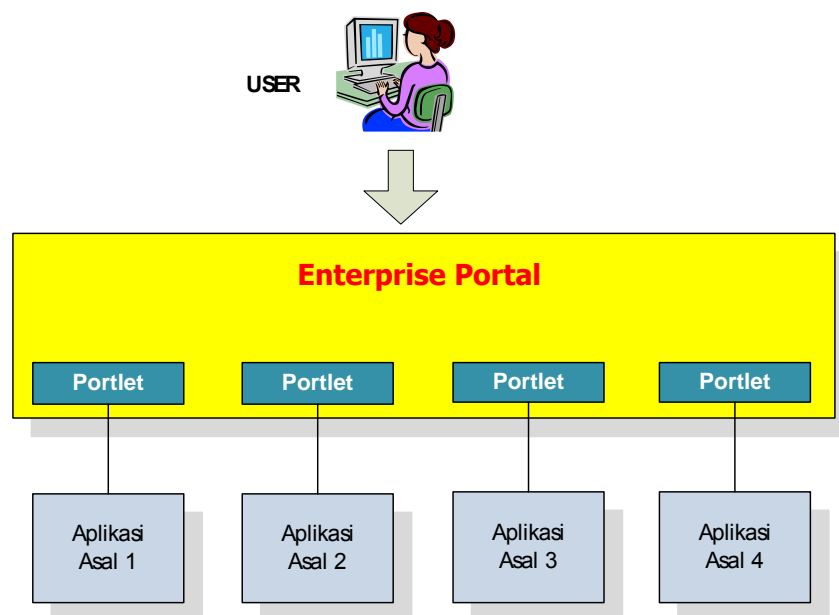 USER
Enterprise Portal
Portlet Portlet Portlet Portlet
Aplikasi Aplikasi Aplikasi Aplikasi
Asal 1 Asal 2 Asal 3 Asal 4